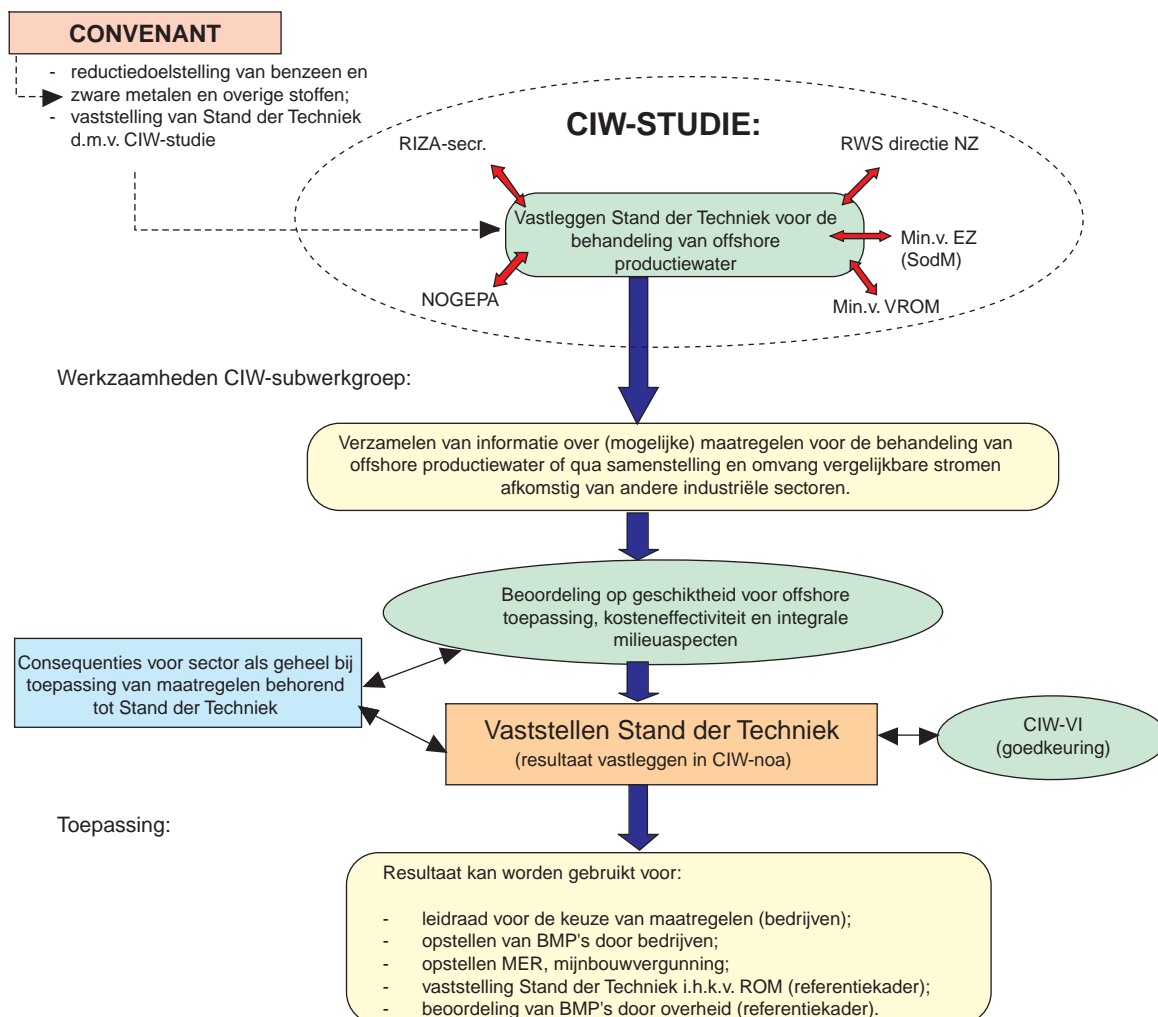 CONVENANT
- reductiedoelstelling van benzeen en
zware metalen en overige stoffen;
- vaststelling van Stand der Techniek
d.m.v. CIW-studie
CIW-STUDIE:
RIZA-secr.
RWS directie NZ
Vastleggen Stand der Techniek voor de
behandeling van offshore
productiewater
Min.v. EZ
(SodM)
NOGEPA
Min.v. VROM
Werkzaamheden CIW-subwerkgroep:
Verzamelen van informatie over (mogelijke) maatregelen voor de behandeling van
offshore productiewater of qua samenstelling en omvang vergelijkbare stromen
afkomstig van andere industriële sectoren.
Beoordeling op geschiktheid voor offshore
toepassing, kosteneffectiviteit en integrale
milieuaspecten
Consequenties voor sector als geheel bij
toepassing van maatregelen behorend
tot Stand der Techniek
Vaststellen Stand der Techniek
(resultaat vastleggen in CIW-noa)
CIW-VI
(goedkeuring)
Toepassing:
Resultaat kan worden gebruikt voor:
- leidraad voor de keuze van maatregelen (bedrijven);
- opstellen van BMP's door bedrijven;
- opstellen MER, mijnbouwvergunning;
- vaststelling Stand der Techniek i.h.k.v. ROM (referentiekader);
- beoordeling van BMP's door overheid (referentiekader).